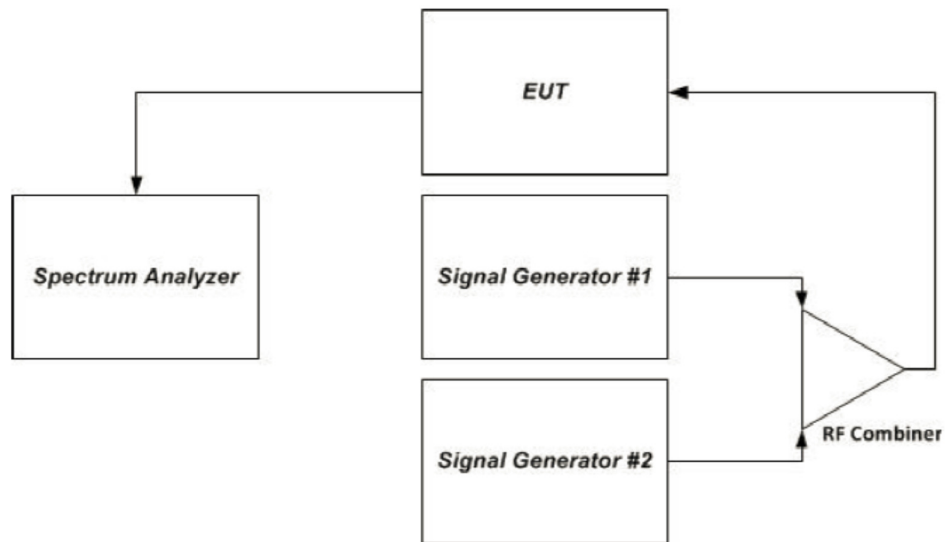 EUT
Spectrum Analyzer
Signal Generator #1
RF Combiner
Signal Generator #2